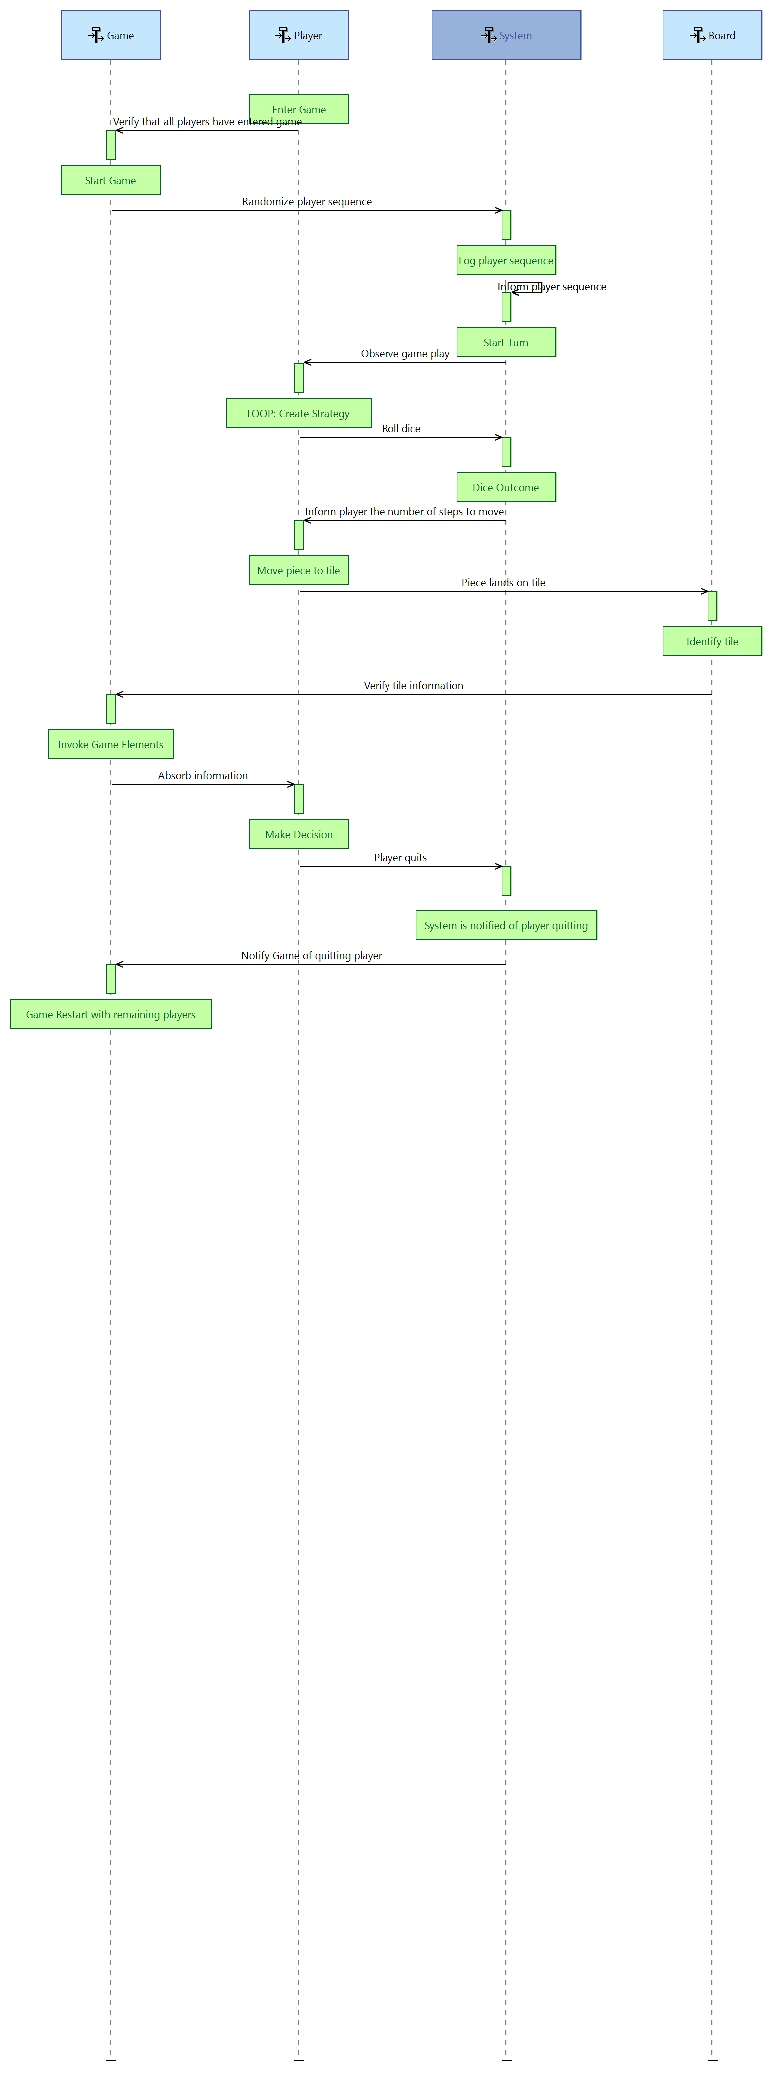 Game
Player
System
Board
Enter Game
Verify that all players have entered game
Start Game
Randomize player sequence
Log player sequence
Inform player sequence
Start Turn
Observe game play
LOOP: Create Strategy
Roll dice
Dice Outcome
Inform player the number of steps to move
Move piece to tile
Piece lands on tile
Identify tile
Verify tile information
Invoke Game Elements
Absorb information
Make Decision
Player quits
System is notified of player quitting
Notify Game of quitting player
Game Restart with remaining players